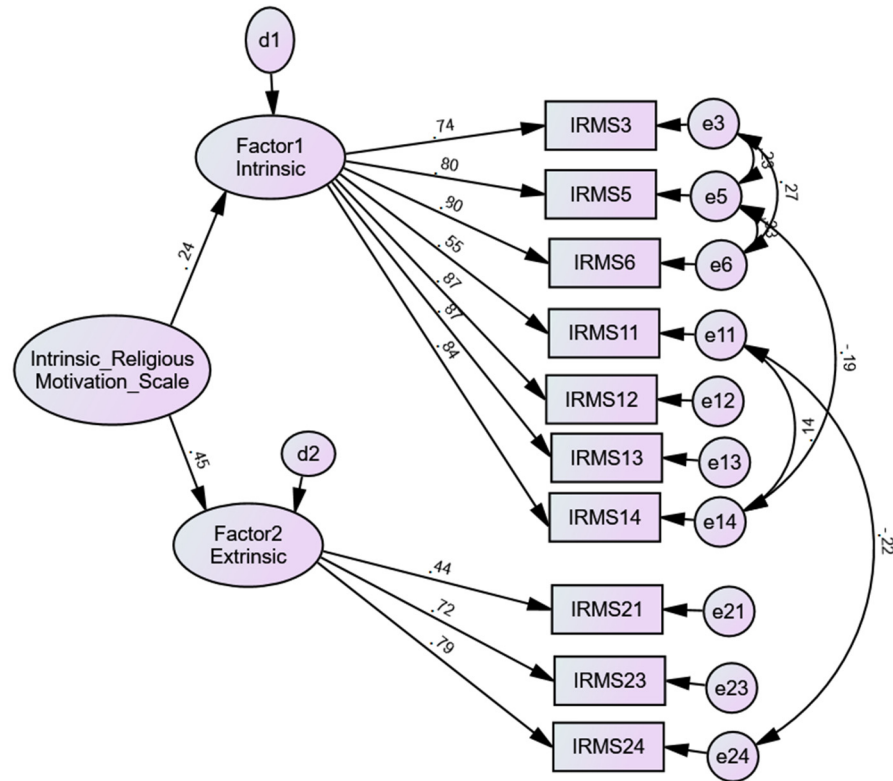 d1
Factor1
Intrinsic
.24
Intrinsic_Religious
Motivation_Scale
.45
d2
Factor2
Extrinsic
.74
.80
.80
.55
.87
.87
.84
.44
.72
.79
IRMS3
IRMS5
IRMS6
IRMS11
IRMS12
IRMS13
IRMS14
IRMS21
IRMS23
IRMS24
e3
e5
e6
e11
e12
e13
e14
e21
e23
e24
.27
-.19
.14
-.22